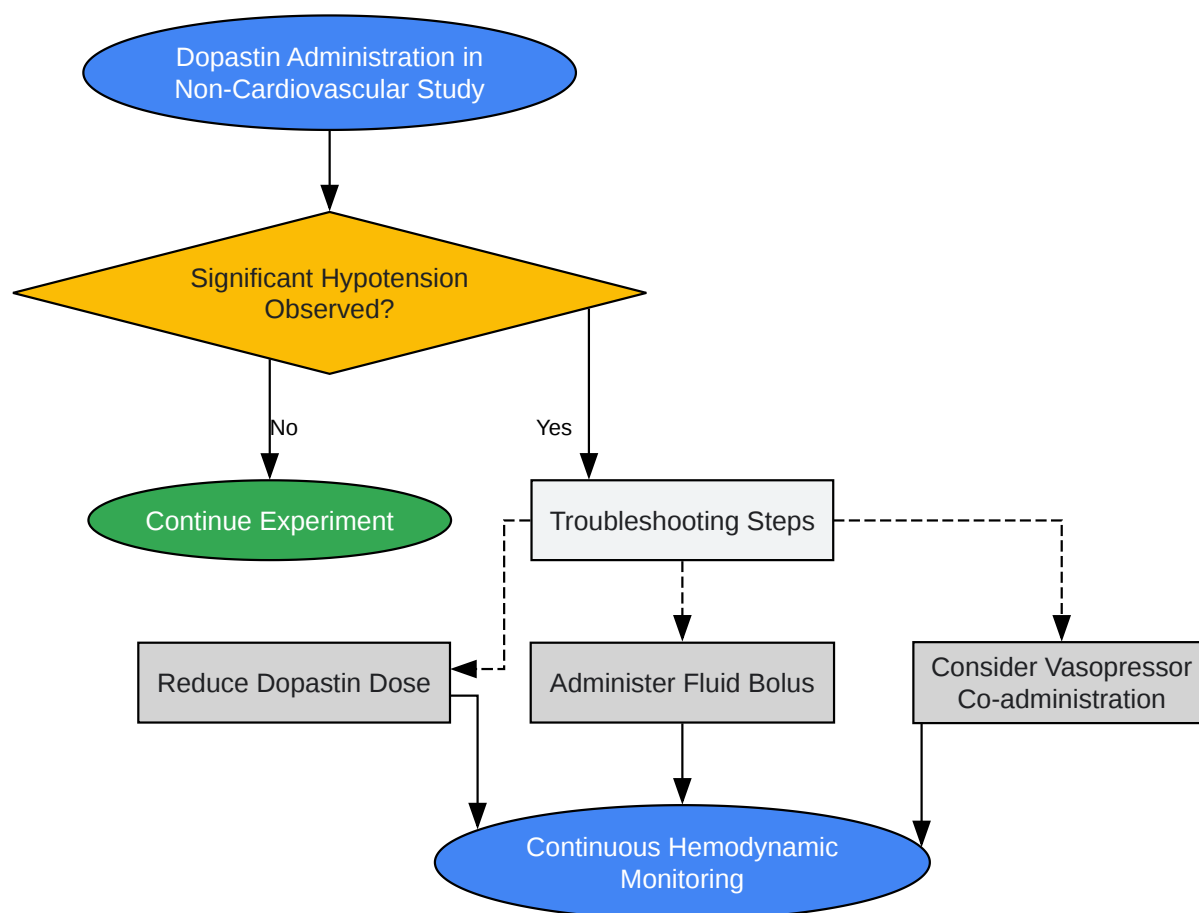 Dopastin Administration in
Non-Cardiovascular Study
Significant Hypotension
Observed?
No
Yes
Continue Experiment
Troubleshooting Steps
Reduce Dopastin Dose
Administer Fluid Bolus
Consider Vasopressor
Co-administration
Continuous Hemodynamic
Monitoring